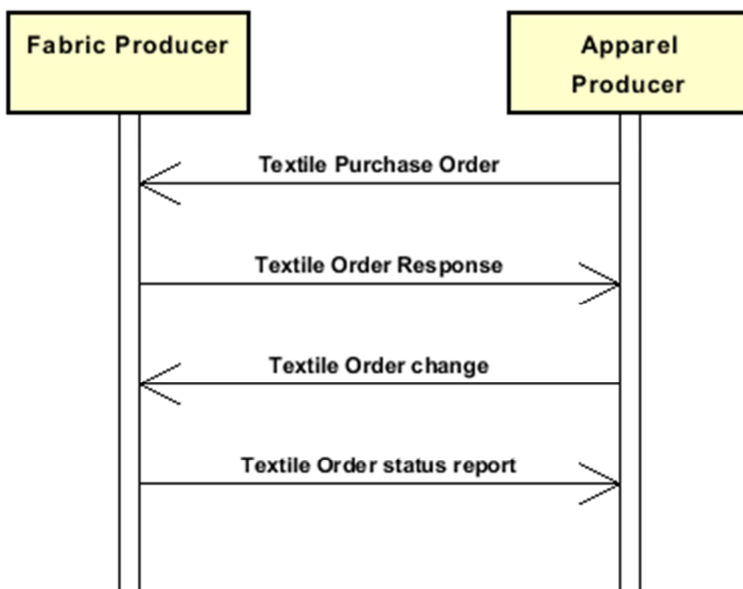 Fabric Producer
Apparel
Producer
Textile Purchase Order
Textile Order Response
Textile Order change
Textile Order status report